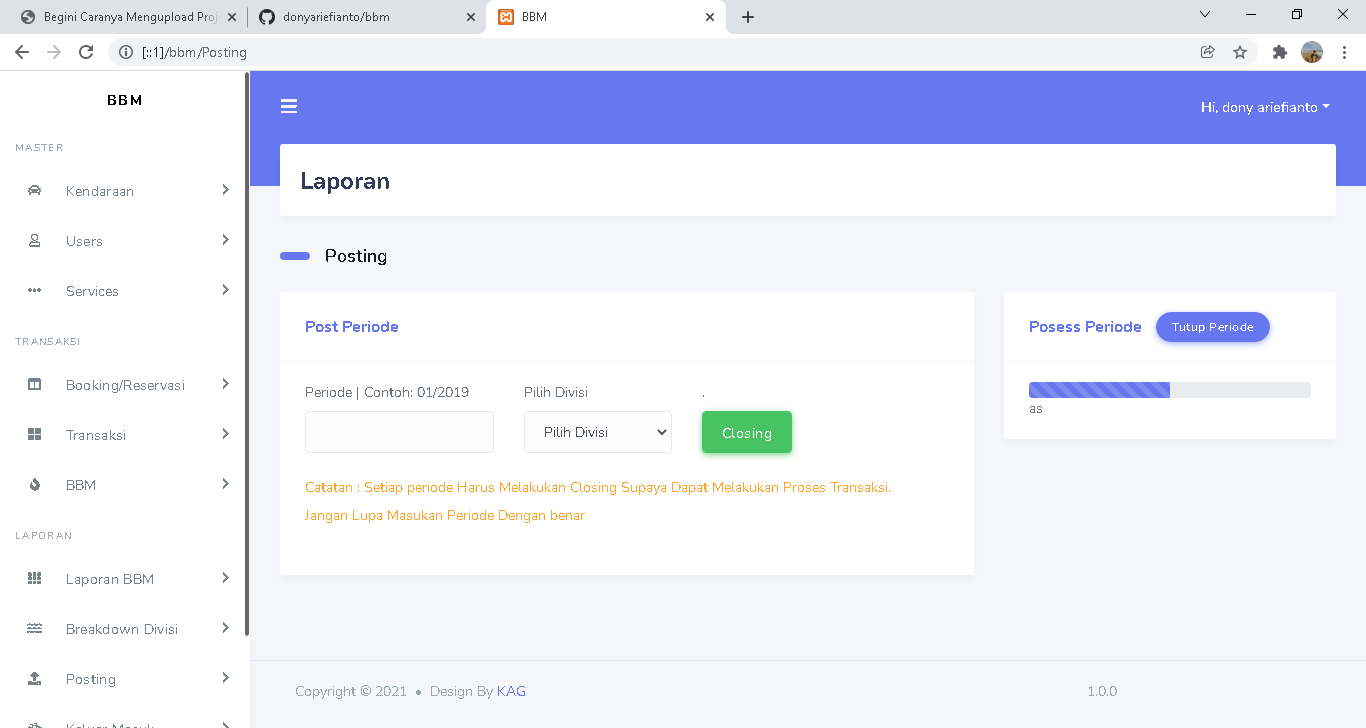 Begini Caranya Mengupload Proj
donyariefianto/bbm
BBM
[::1]/bbm/Posting
BBM
MASTER
Kendaraan
Users
Services
TRANSAKSI
Booking/Reservasi
Transaksi
BBM
LAPORAN
Laporan BBM
Breakdown Divisi
Posting
Keluar Masuk
Hi, dony ariefianto
Laporan
Posting
Post Periode
Periode | Contoh: 01/2019
Pilih Divisi
.
Pilih Divisi
Closing
Catatan : Setiap periode Harus Melakukan Closing Supaya Dapat Melakukan Proses Transaksi.
Jangan Lupa Masukan Periode Dengan benar
Posess Periode
Tutup Periode
as
Copyright © 2021 • Design By KAG
1.0.0